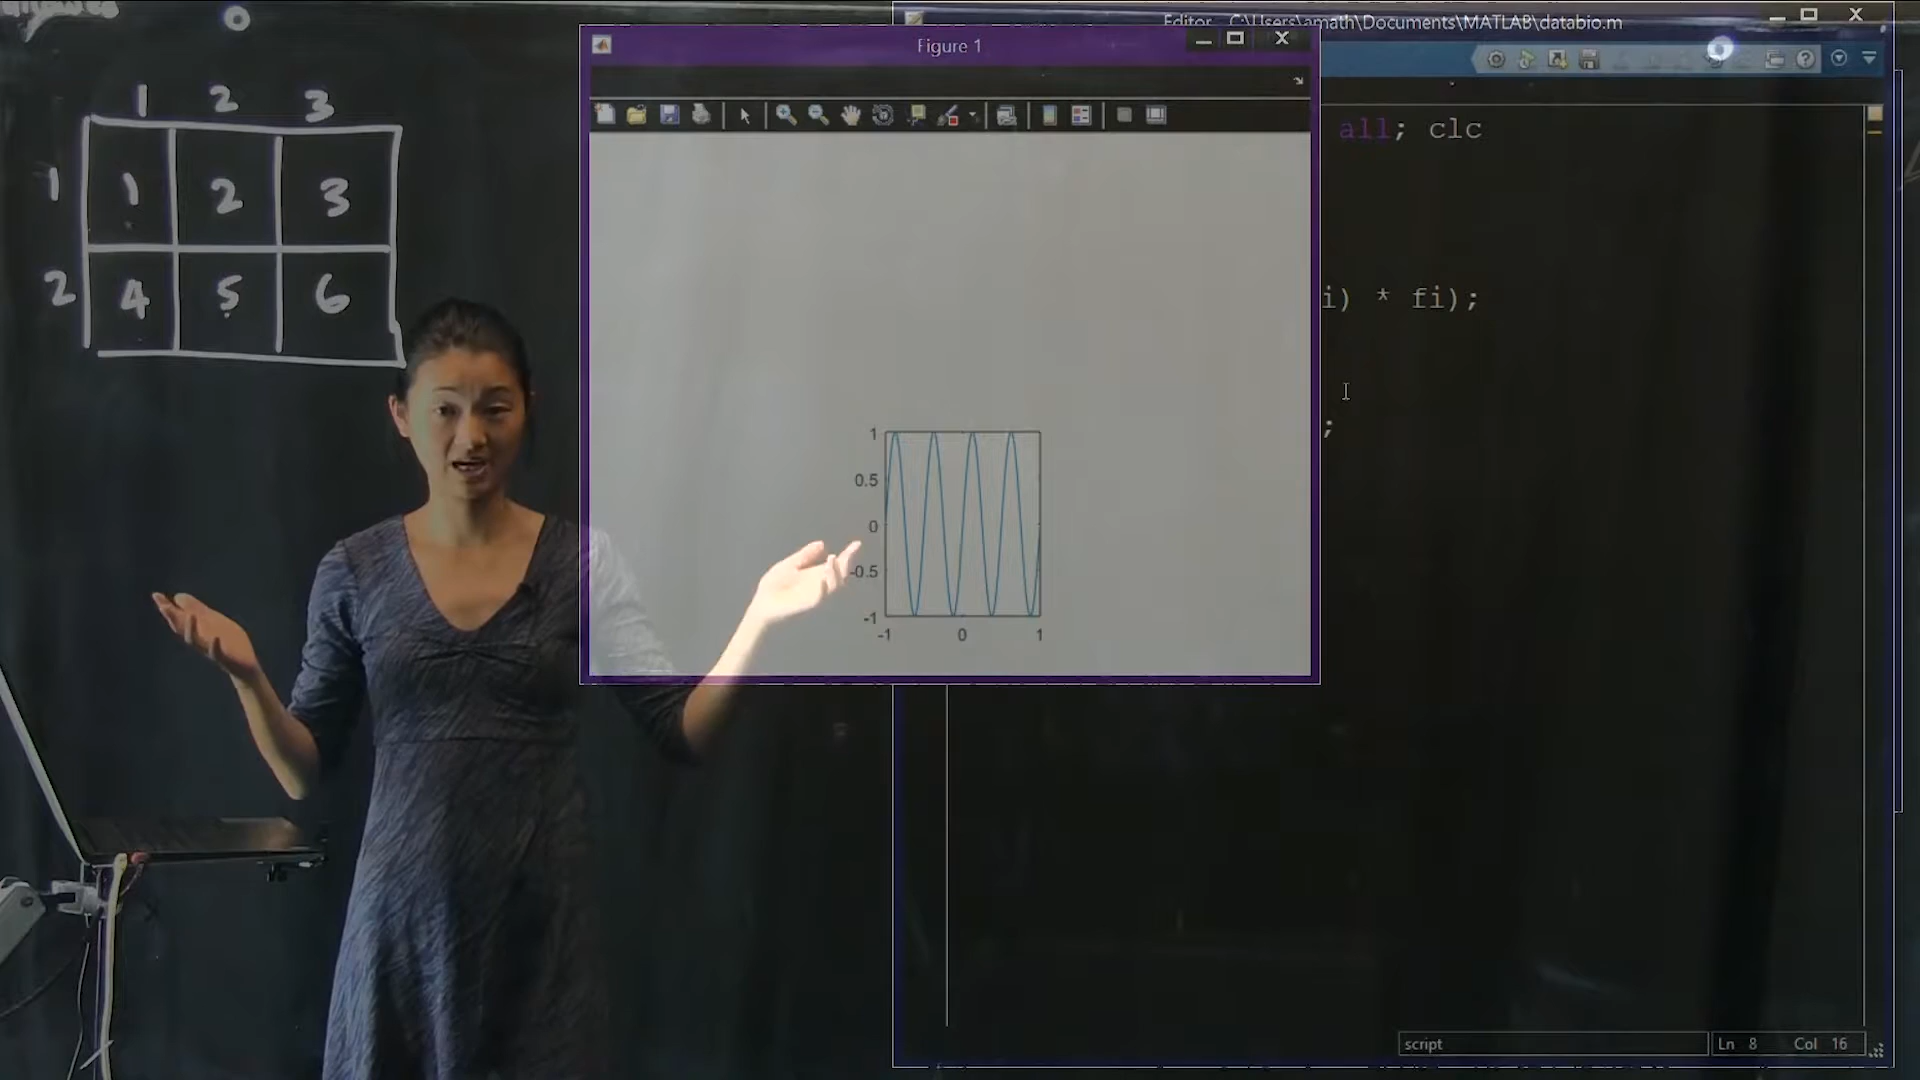 Editor - C:\Users\amath\Documents\MATLAB\databio.m
Figure 1
1 2 3
1 1 2 3
2 4 5 6
all; clc
i) * fi);
;
1
0.5
0
-0.5
-1
-1 0 1
script
Ln 8 Col 16